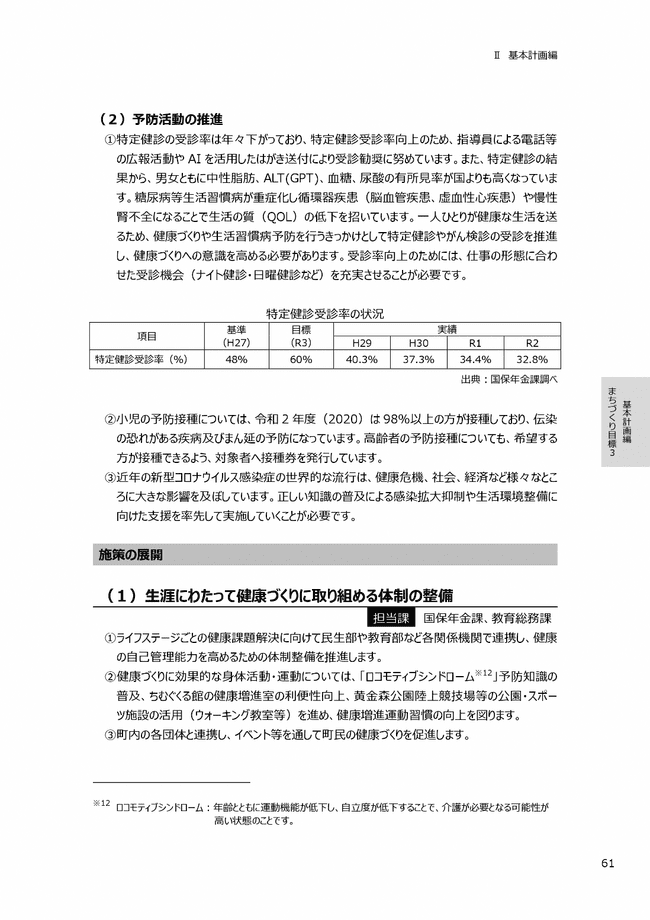 Ⅱ 基本計画編
（２）予防活動の推進
①特定健診の受診率は年々下がっており、特定健診受診率向上のため、指導員による電話等
の広報活動や AI を活用したはがき送付により受診勧奨に努めています。また、特定健診の結
果から、男女ともに中性脂肪、ALT(GPT)、血糖、尿酸の有所見率が国よりも高くなっていま
す。糖尿病等生活習慣病が重症化し循環器疾患（脳血管疾患、虚血性心疾患）や慢性
腎不全になることで生活の質（QOL）の低下を招いています。一人ひとりが健康な生活を送
るため、健康づくりや生活習慣病予防を行うきっかけとして特定健診やがん検診の受診を推進
し、健康づくりへの意識を高める必要があります。受診率向上のためには、仕事の形態に合わ
せた受診機会（ナイト健診・日曜健診など）を充実させることが必要です。
特定健診受診率の状況
項目 基準（H27） 目標（R3） 実績
H29 H30 R1 R2
特定健診受診率（%） 48% 60% 40.3% 37.3% 34.4% 32.8%
出典：国保年金課調べ
②小児の予防接種については、令和２年度（2020）は 98%以上の方が接種しており、伝染
の恐れがある疾病及びまん延の予防になっています。高齢者の予防接種についても、希望する
方が接種できるよう、対象者へ接種券を発行しています。
③近年の新型コロナウイルス感染症の世界的な流行は、健康危機、社会、経済など様々なとこ
ろに大きな影響を及ぼしています。正しい知識の普及による感染拡大抑制や生活環境整備に
向けた支援を率先して実施していくことが必要です。
基本計画編
まちづくり目標３
施策の展開
（１）生涯にわたって健康づくりに取り組める体制の整備
担当課 国保年金課、教育総務課
①ライフステージごとの健康課題解決に向けて民生部や教育部など各関係機関で連携し、健康
の自己管理能力を高めるための体制整備を推進します。
②健康づくりに効果的な身体活動・運動については、「ロコモティブシンドローム※12」予防知識の
普及、ちむぐくる館の健康増進室の利便性向上、黄金森公園陸上競技場等の公園・スポー
ツ施設の活用（ウォーキング教室等）を進め、健康増進運動習慣の向上を図ります。
③町内の各団体と連携し、イベント等を通して町民の健康づくりを促進します。
※12 ロコモティブシンドローム：年齢とともに運動機能が低下し、自立度が低下することで、介護が必要となる可能性が
高い状態のことです。
61